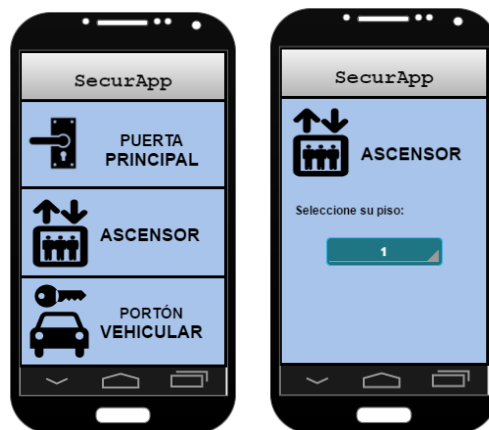 SecurApp
PUERTA
PRINCIPAL
ASCENSOR
PORTÓN
VEHICULAR
SecurApp
ASCENSOR
Seleccione su piso:
1